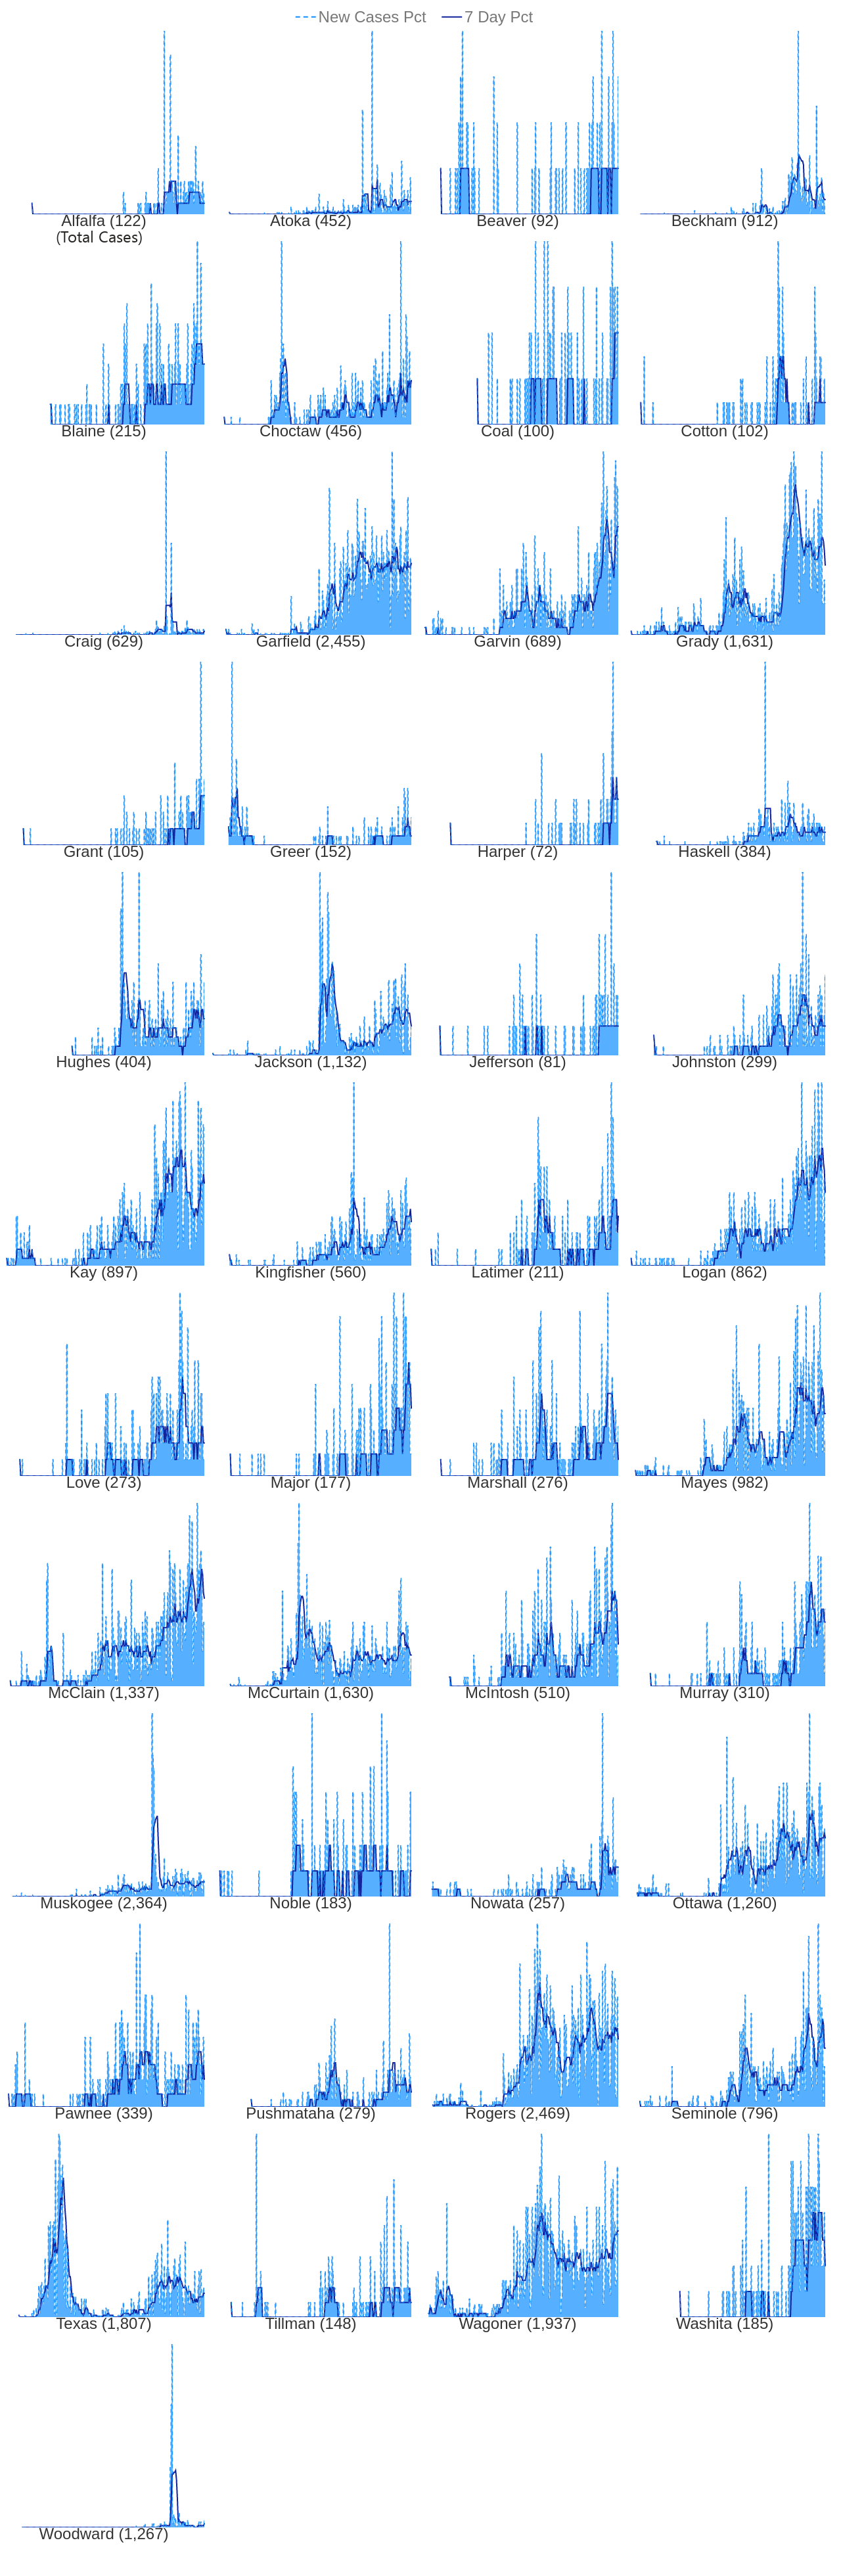 New Cases Pct 7 Day Pct
Alfalfa (122) Atoka (452) Beaver (92) Beckham (912)
(Total Cases)
Blaine (215) Choctaw (456) Coal (100) Cotton (102)
Craig (629) Garfield (2,455) Garvin (689) Grady (1,631)
Grant (105) Greer (152) Harper (72) Haskell (384)
Hughes (404) Jackson (1,132) Jefferson (81) Johnston (299)
Kay (897) Kingfisher (560) Latimer (211) Logan (862)
Love (273) Major (177) Marshall (276) Mayes (982)
McClain (1,337) McCurtain (1,630) McIntosh (510) Murray (310)
Muskogee (2,364) Noble (183) Nowata (257) Ottawa (1,260)
Pawnee (339) Pushmataha (279) Rogers (2,469) Seminole (796)
Texas (1,807) Tillman (148) Wagoner (1,937) Washita (185)
Woodward (1,267)